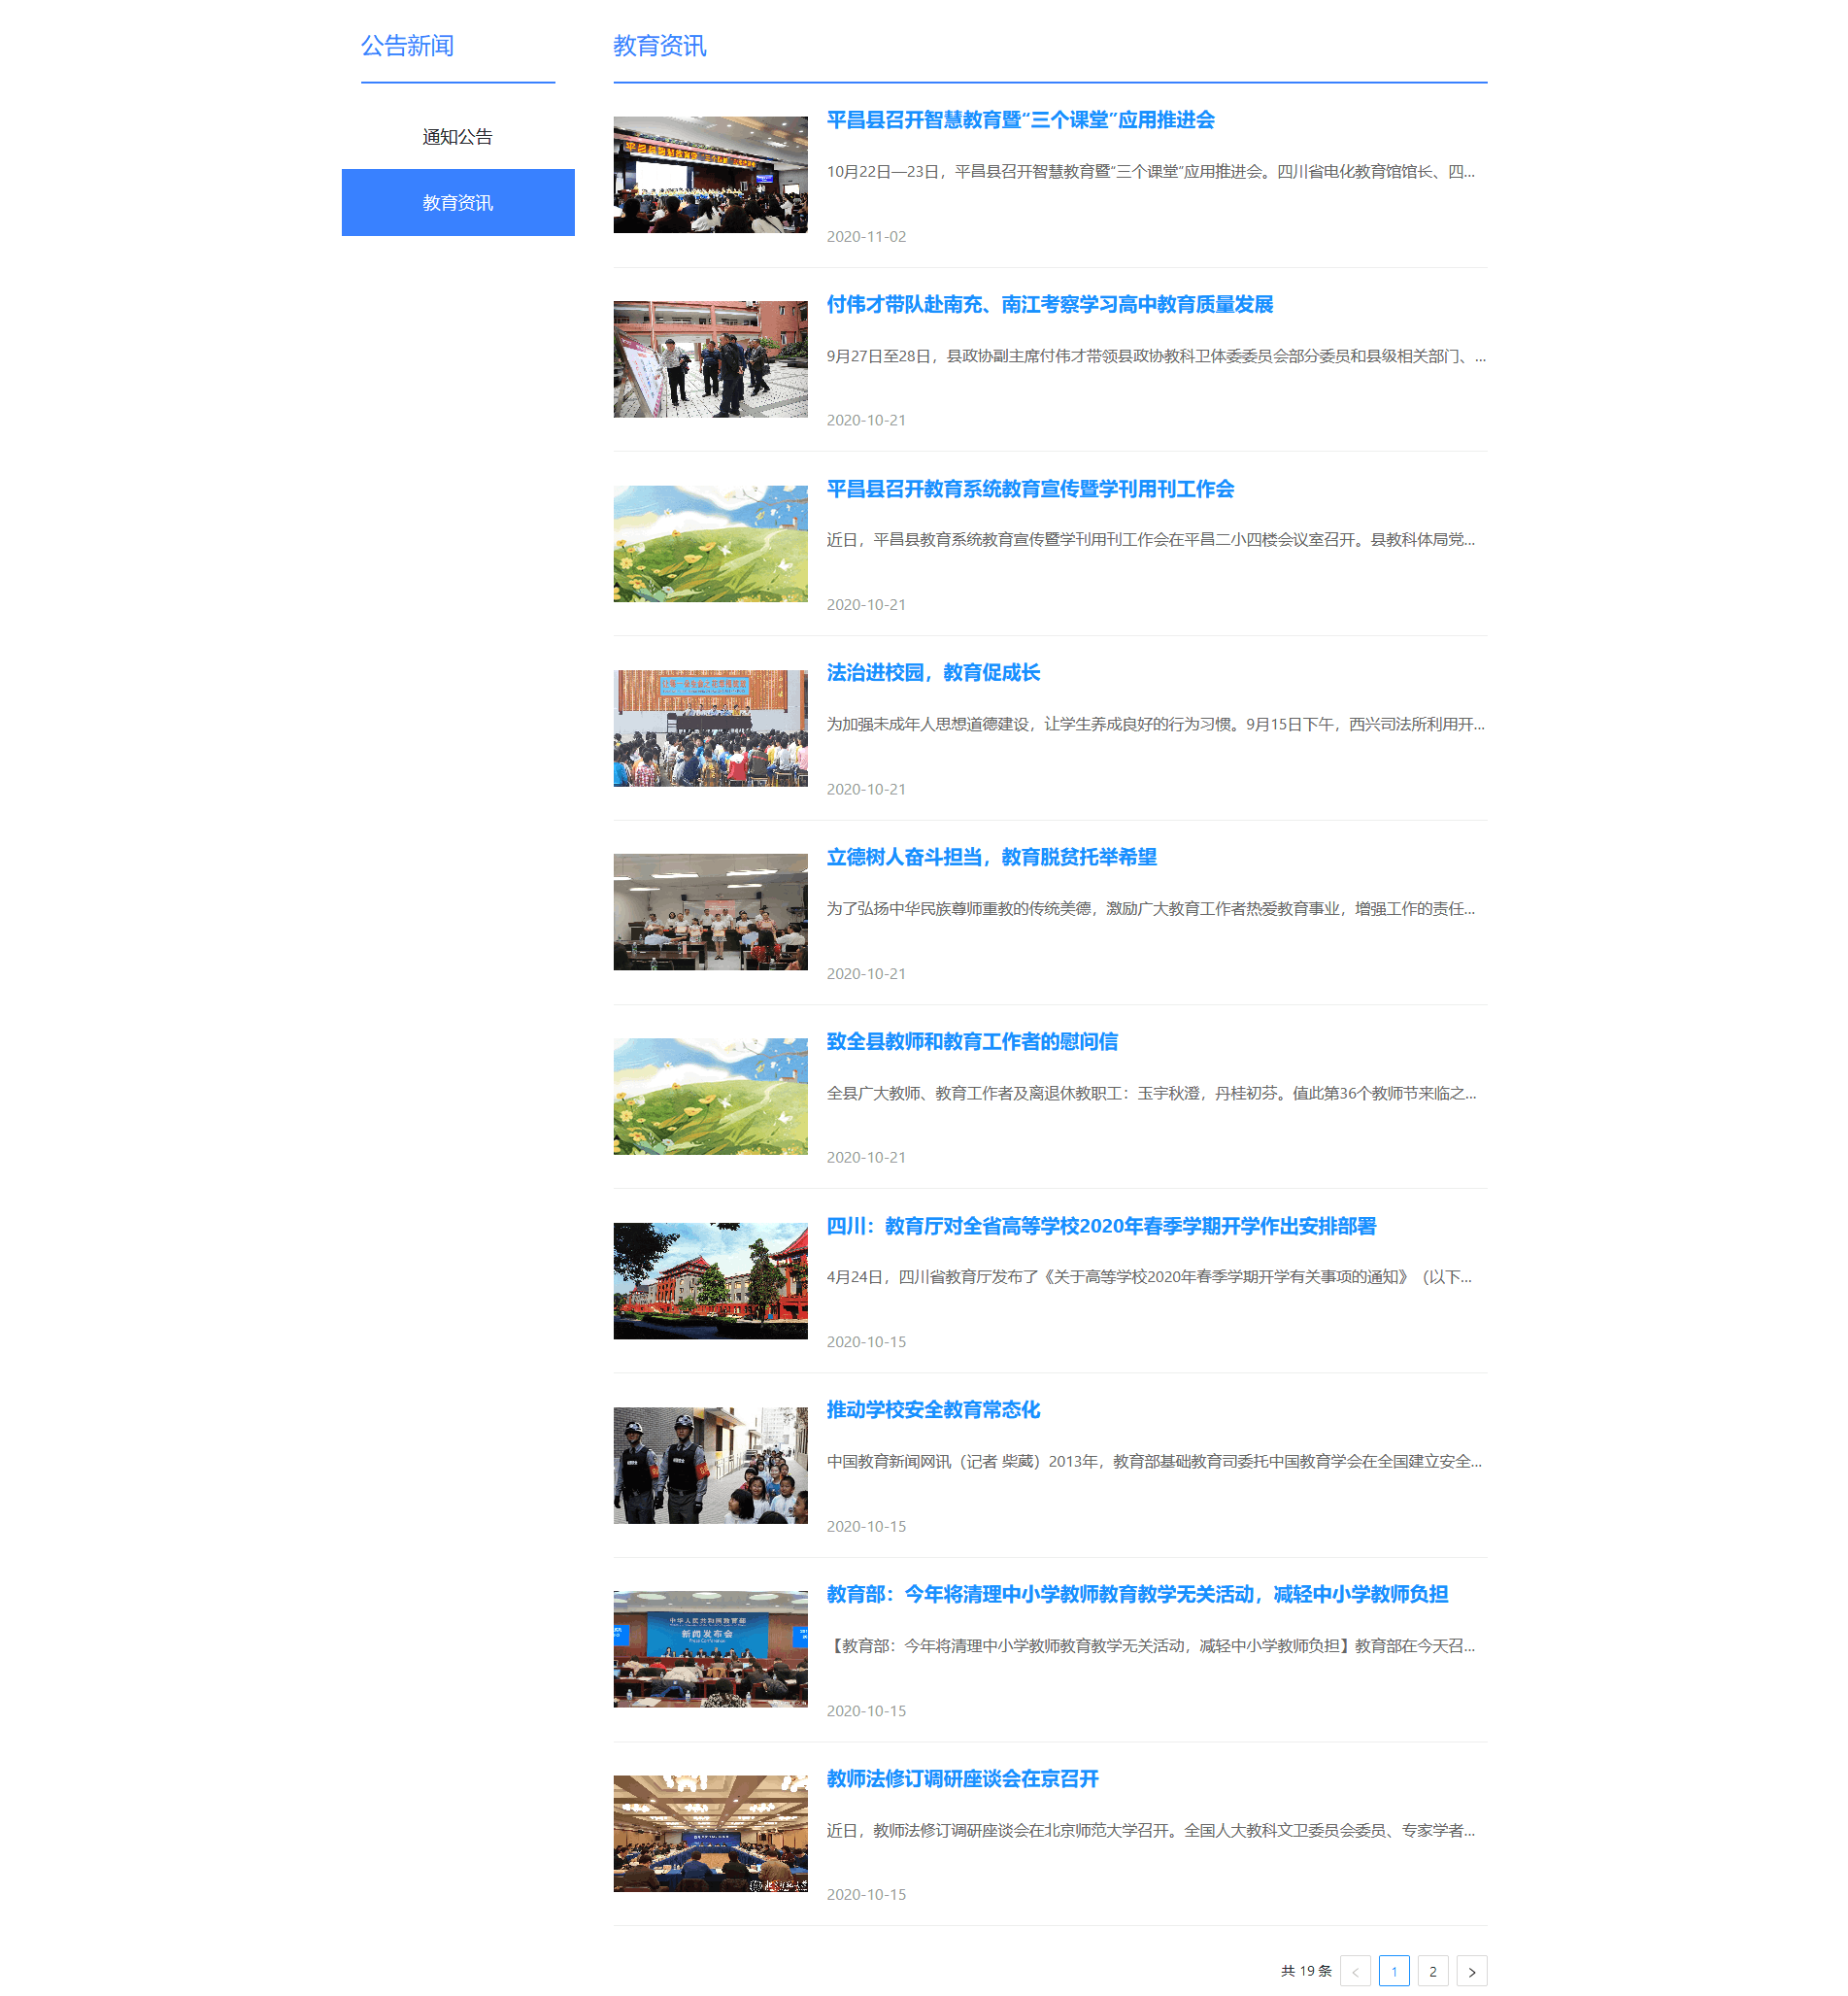 公告新闻
通知公告
教育资讯
教育资讯
平昌县召开智慧教育暨“三个课堂”应用推进会
10月22日—23日，平昌县召开智慧教育暨“三个课堂”应用推进会。四川省电化教育馆馆长、四...
2020-11-02
付伟才带队赴南充、南江考察学习高中教育质量发展
9月27日至28日，县政协副主席付伟才带领县政协教科卫体委委员会部分委员和县级相关部门、...
2020-10-21
平昌县召开教育系统教育宣传暨学刊用刊工作会
近日，平昌县教育系统教育宣传暨学刊用刊工作会在平昌二小四楼会议室召开。县教科体局党...
2020-10-21
法治进校园，教育促成长
为加强未成年人思想道德建设，让学生养成良好的行为习惯。9月15日下午，西兴司法所利用开...
2020-10-21
立德树人奋斗担当，教育脱贫托举希望
为了弘扬中华民族尊师重教的传统美德，激励广大教育工作者热爱教育事业，增强工作的责任...
2020-10-21
致全县教师和教育工作者的慰问信
全县广大教师、教育工作者及离退休教职工：玉宇秋澄，丹桂初芬。值此第36个教师节来临之...
2020-10-21
四川：教育厅对全省高等学校2020年春季学期开学作出安排部署
4月24日，四川省教育厅发布了《关于高等学校2020年春季学期开学有关事项的通知》（以下...
2020-10-15
推动学校安全教育常态化
中国教育新闻网讯（记者 柴葳）2013年，教育部基础教育司委托中国教育学会在全国建立安全...
2020-10-15
中华人民共和国教育部
新闻发布会
Press Conference
教育部：今年将清理中小学教师教育教学无关活动，减轻中小学教师负担
【教育部：今年将清理中小学教师教育教学无关活动，减轻中小学教师负担】教育部在今天召...
2020-10-15
教师法修订调研座谈会在京召开
近日，教师法修订调研座谈会在北京师范大学召开。全国人大教科文卫委员会委员、专家学者...
2020-10-15
共 19 条 < 1 2 >